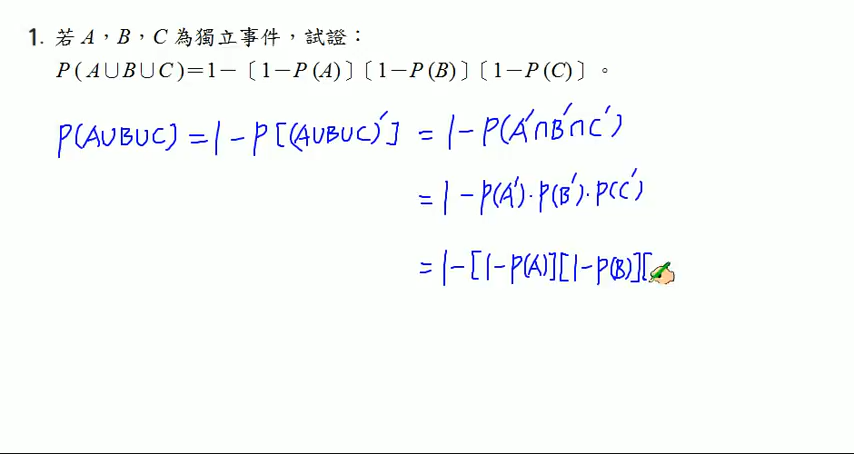 1. 若 A，B，C 為獨立事件，試證：
P(A∪B∪C)=1－〔1－P(A)〕〔1－P(B)〕〔1－P(C)〕。
P(A∪B∪C) = 1 - P[(A∪B∪C)'] = 1 - P(A'∩B'∩C')
= 1 - P(A')·P(B')·P(C')
= 1 - [1-P(A)][1-P(B)][